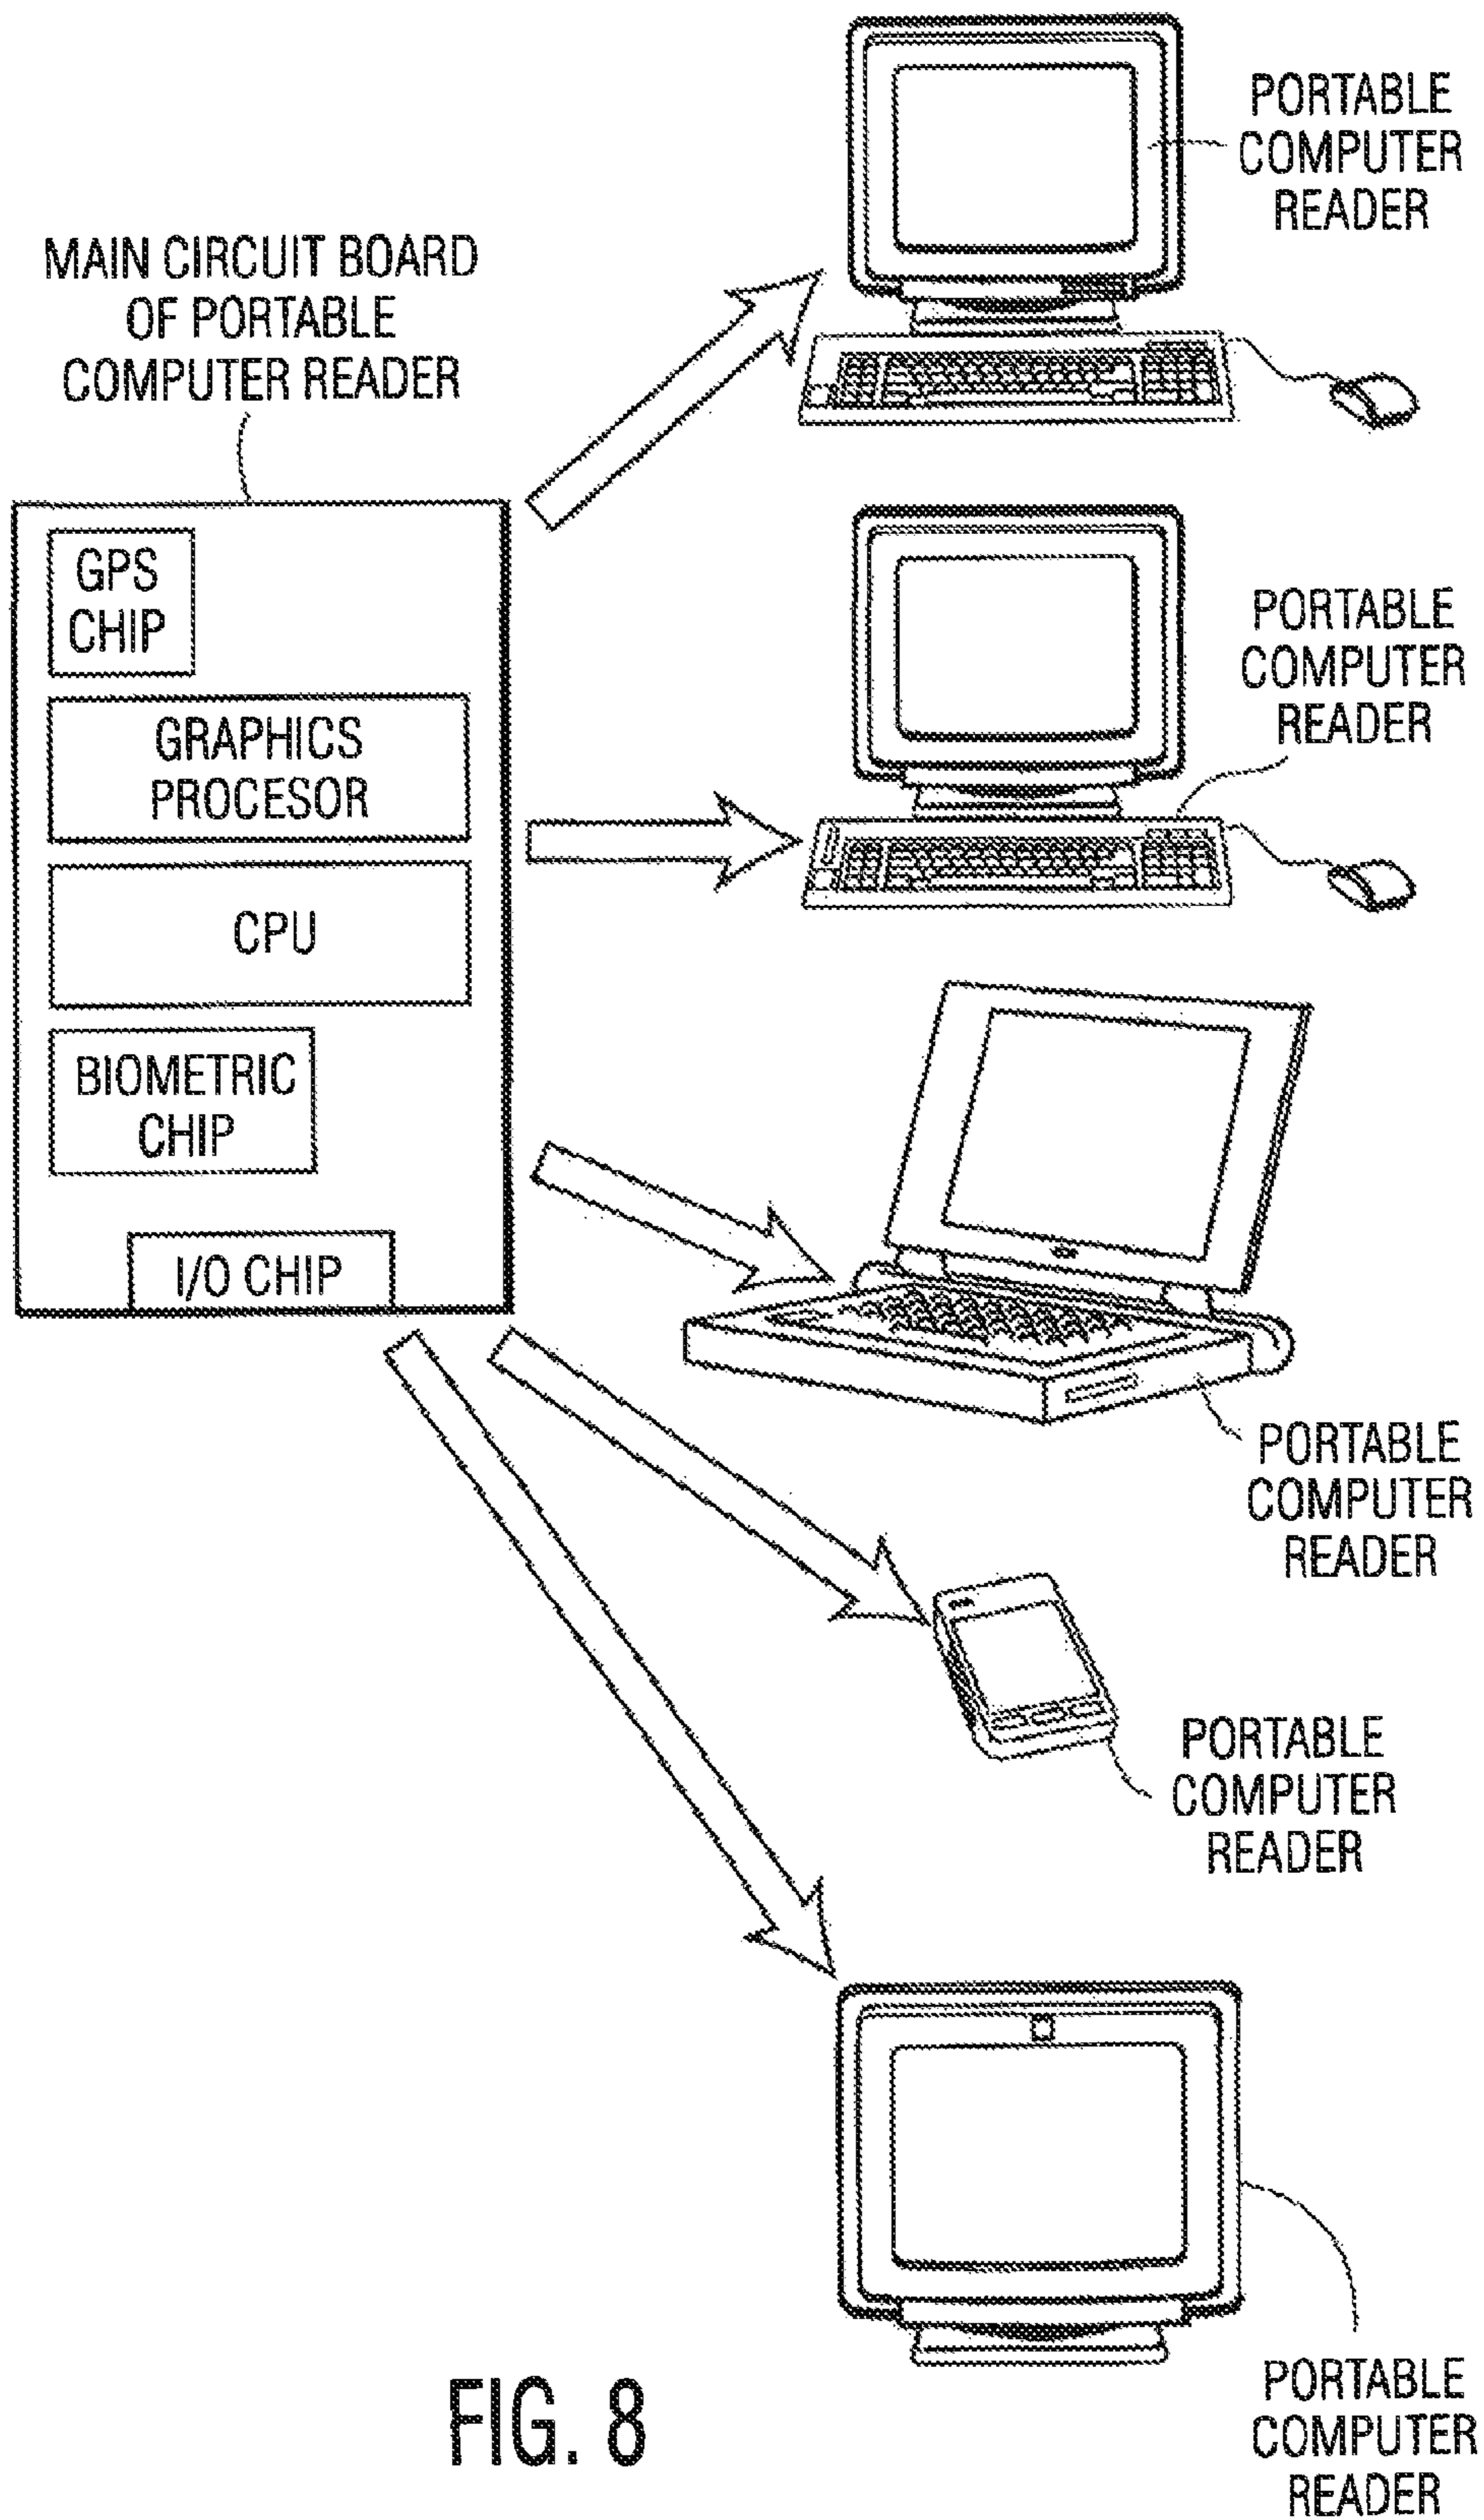 PORTABLE
COMPUTER
READER
MAIN CIRCUIT BOARD
OF PORTABLE
COMPUTER READER
GPS
CHIP
GRAPHICS
PROCESOR
CPU
BIOMETRIC
CHIP
I/O CHIP
PORTABLE
COMPUTER
READER
PORTABLE
COMPUTER
READER
PORTABLE
COMPUTER
READER
PORTABLE
COMPUTER
READER
FIG. 8